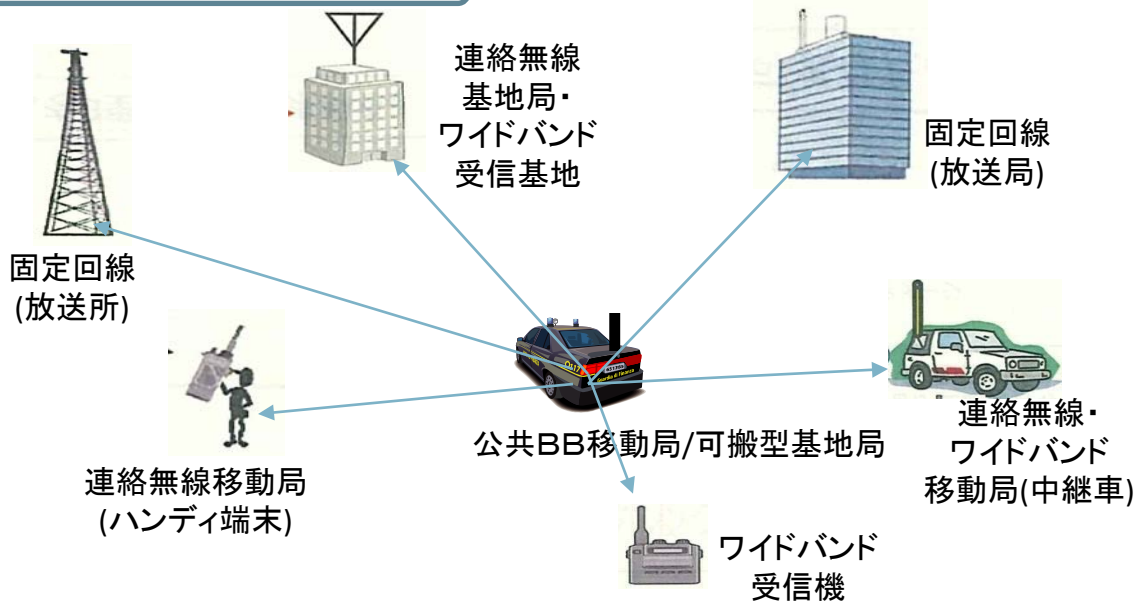 連絡無線
基地局・
ワイドバンド
受信基地
固定回線
(放送局)
固定回線
(放送所)
連絡無線移動局
(ハンディ端末)
公共BB移動局/可搬型基地局
連絡無線・
ワイドバンド
移動局(中継車)
ワイドバンド
受信機
117
Guardia di Finanza